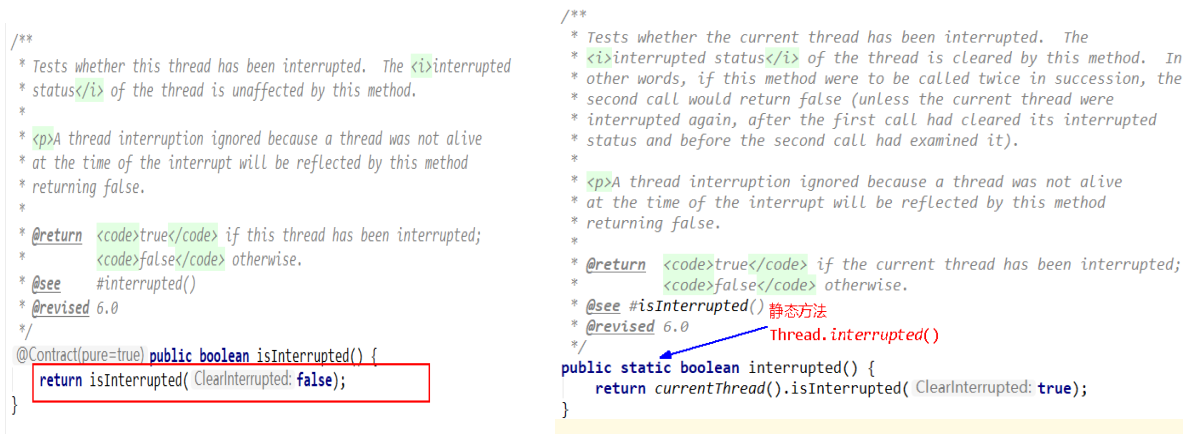 /**
* Tests whether this thread has been interrupted.  The <i>interrupted
* status</i> of the thread is unaffected by this method.
*
* <p>A thread interruption ignored because a thread was not alive
* at the time of the interrupt will be reflected by this method
* returning false.
*
* @return  <code>true</code> if this thread has been interrupted;
*          <code>false</code> otherwise.
* @see     #interrupted()
* @revised 6.0
*/
@Contract(pure=true) public boolean isInterrupted() {
return isInterrupted( ClearInterrupted: false);
}
/**
* Tests whether the current thread has been interrupted.  The
* <i>interrupted status</i> of the thread is cleared by this method.  In
* other words, if this method were to be called twice in succession, the
* second call would return false (unless the current thread were
* interrupted again, after the first call had cleared its interrupted
* status and before the second call had examined it).
*
* <p>A thread interruption ignored because a thread was not alive
* at the time of the interrupt will be reflected by this method
* returning false.
*
* @return  <code>true</code> if the current thread has been interrupted;
*          <code>false</code> otherwise.
* @see #isInterrupted()
静态方法
* @revised 6.0
Thread.interrupted()
*/
public static boolean interrupted() {
return currentThread().isInterrupted( ClearInterrupted: true);
}